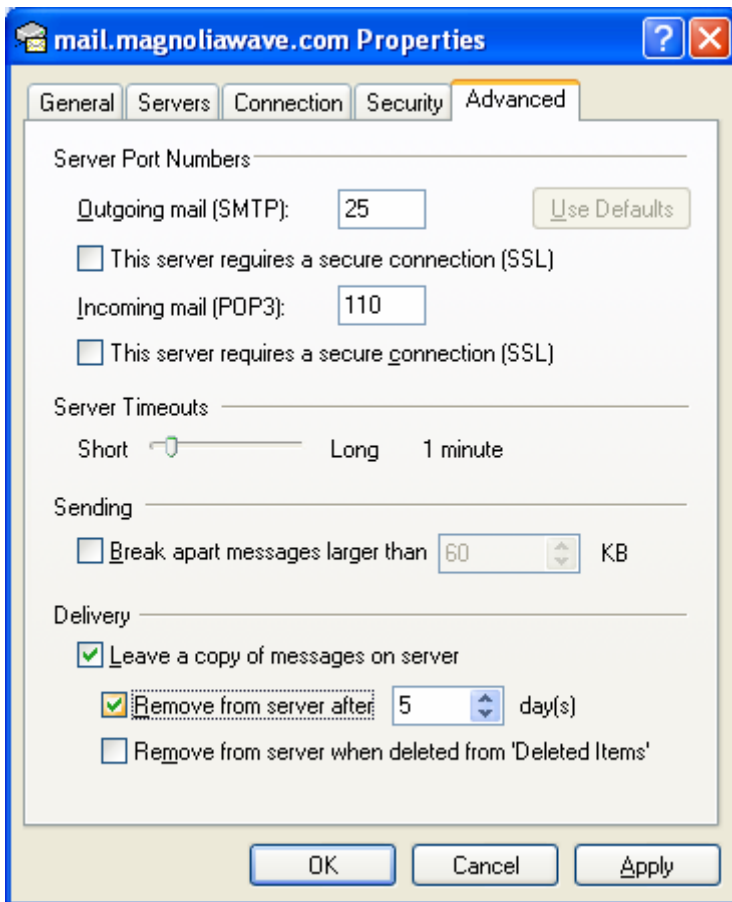 mail.magnoliawave.com Properties
General Servers Connection Security Advanced
Server Port Numbers
Outgoing mail (SMTP): 25 Use Defaults
This server requires a secure connection (SSL)
Incoming mail (POP3): 110
This server requires a secure connection (SSL)
Server Timeouts
Short Long 1 minute
Sending
Break apart messages larger than 60 KB
Delivery
Leave a copy of messages on server
Remove from server after 5 day(s)
Remove from server when deleted from 'Deleted Items'
OK Cancel Apply